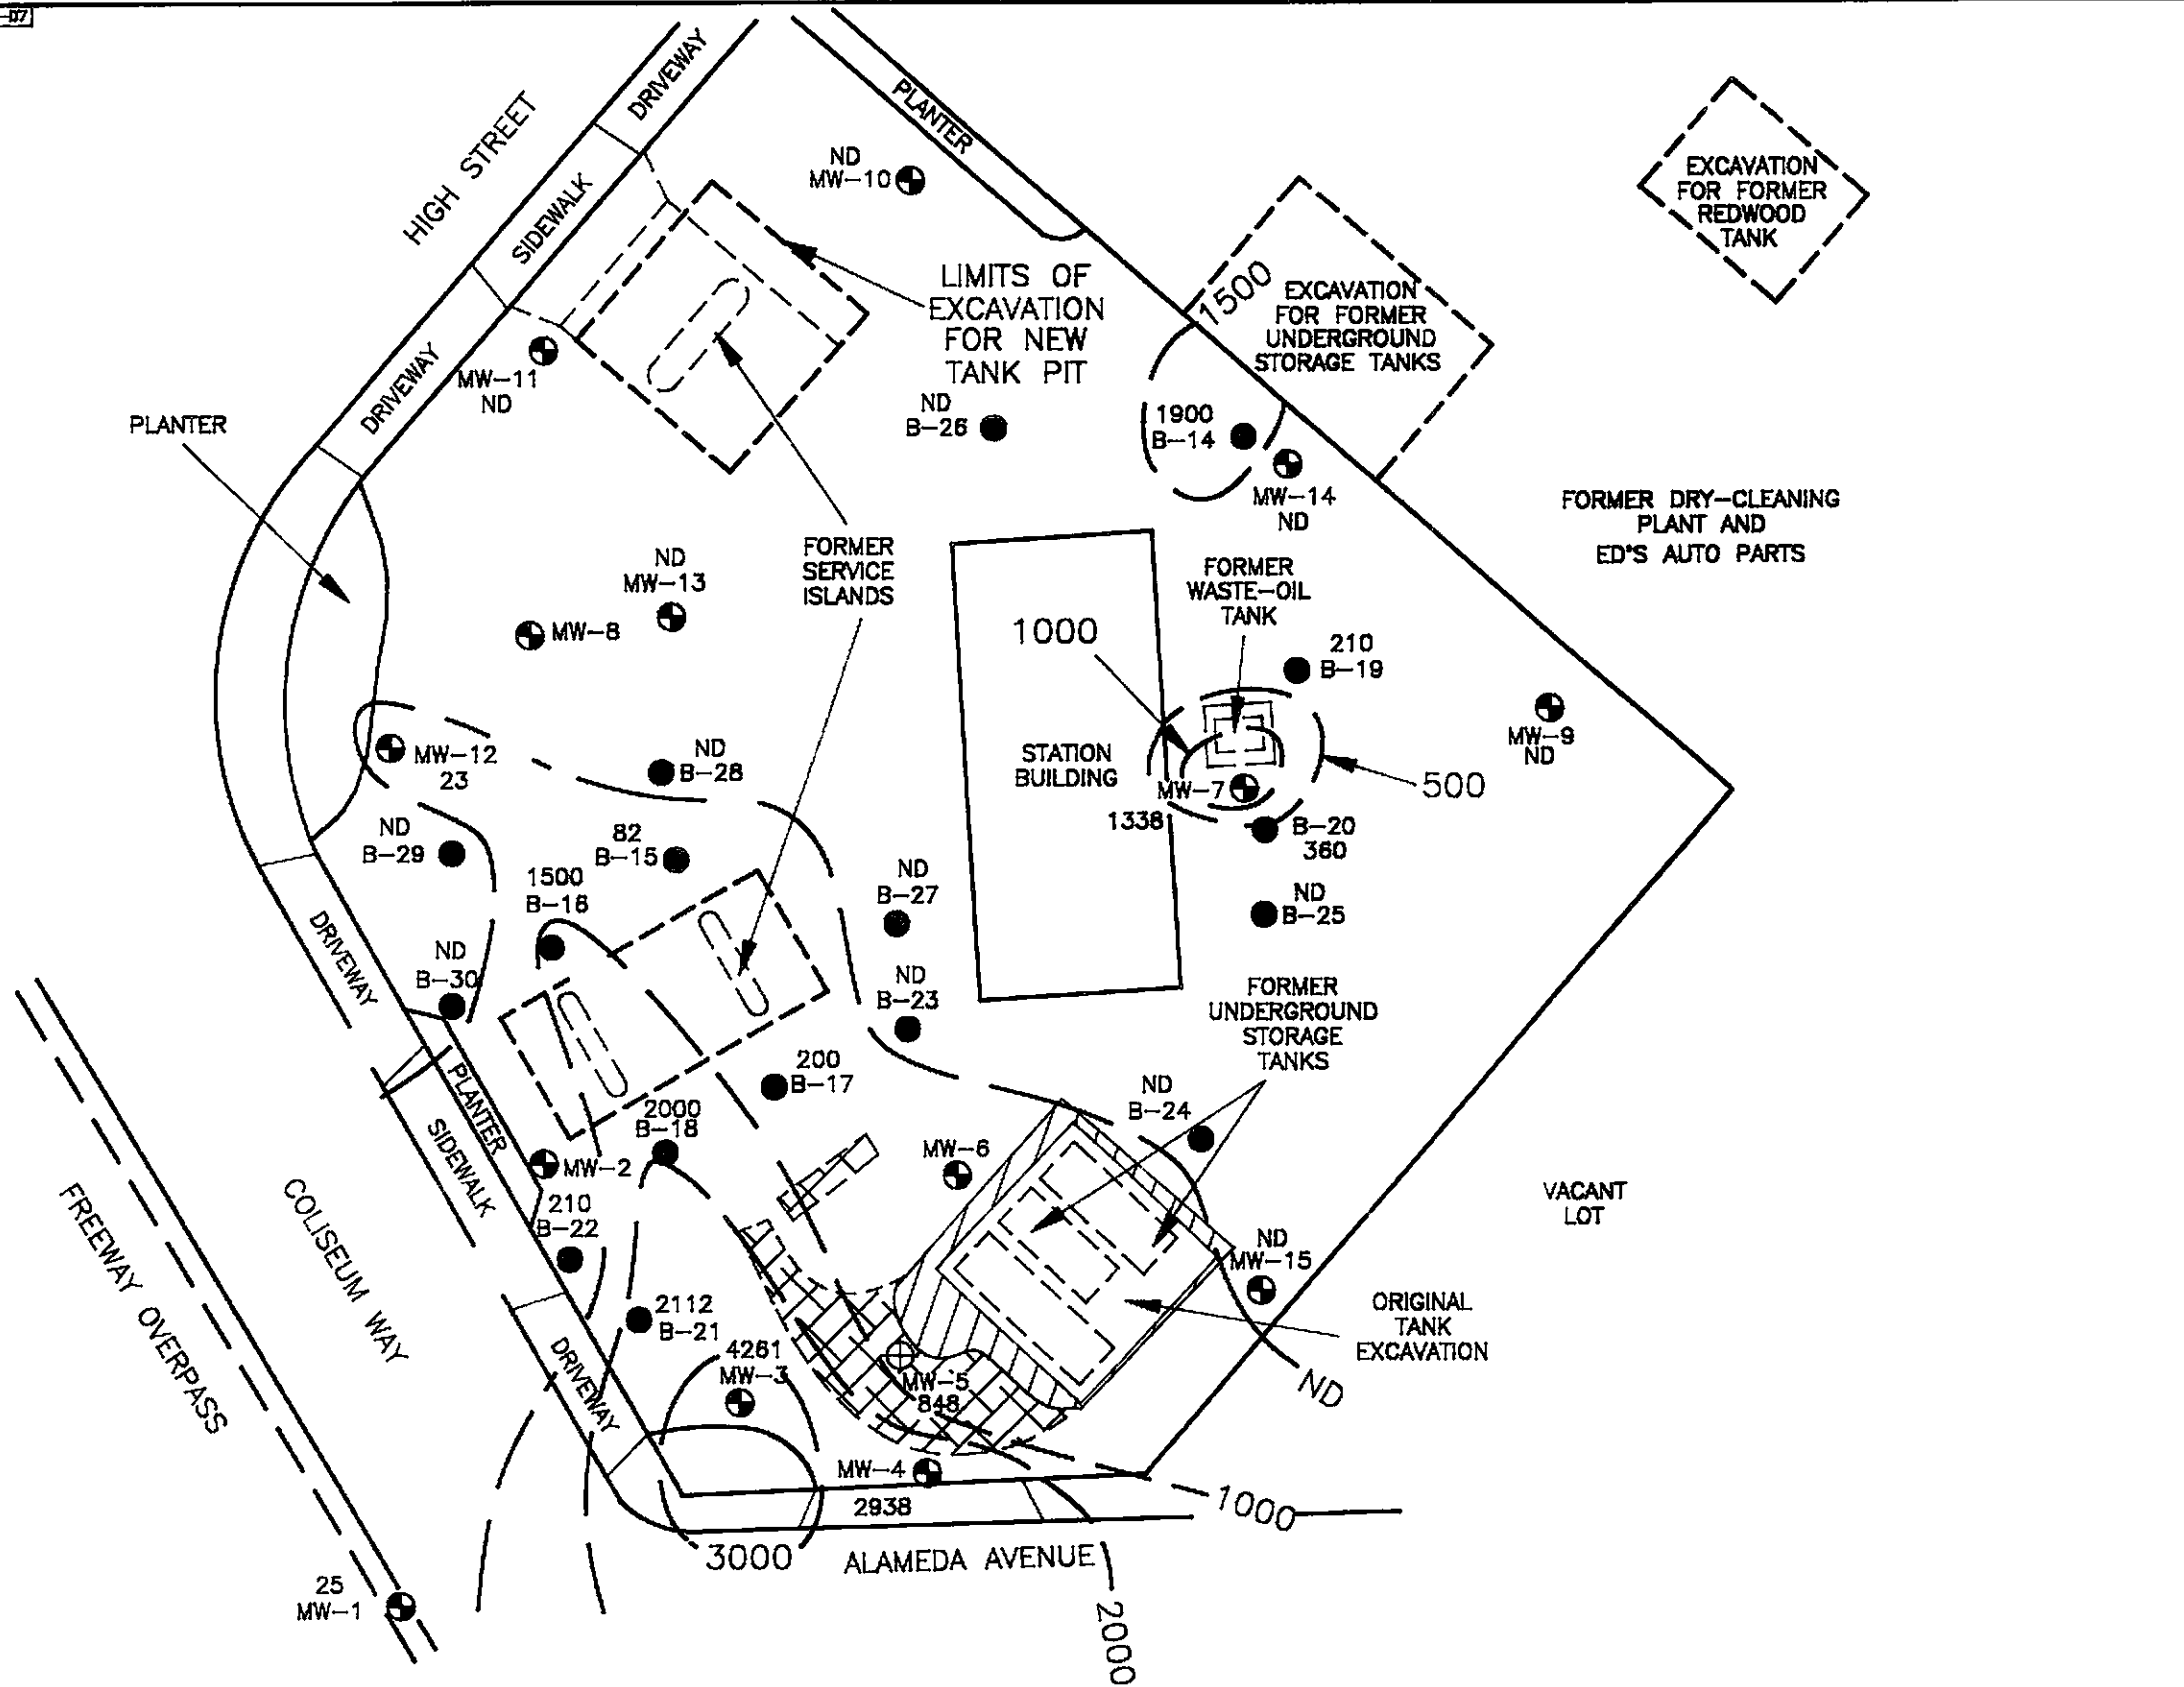 -07
DRIVEWAY
PLANTER
HIGH STREET
SIDEWALK
ND
MW-10
EXCAVATION
FOR FORMER
REDWOOD
TANK
LIMITS OF
EXCAVATION
FOR NEW
TANK PIT
1500
EXCAVATION
FOR FORMER
UNDERGROUND
STORAGE TANKS
MW-11
ND
DRIVEWAY
PLANTER
ND
B-26
1900
B-14
MW-14
ND
FORMER DRY-CLEANING
PLANT AND
ED'S AUTO PARTS
FORMER
SERVICE
ISLANDS
ND
MW-13
MW-8
FORMER
WASTE-OIL
TANK
1000
210
B-19
MW-9
ND
STATION
BUILDING
MW-7
1338
500
B-20
360
MW-12
23
ND
B-28
ND
B-29
82
B-15
1500
B-16
ND
B-27
ND
B-25
DRIVEWAY
ND
B-30
ND
B-23
FORMER
UNDERGROUND
STORAGE
TANKS
200
B-17
ND
B-24
PLANTER
SIDEWALK
2000
B-18
MW-2
MW-6
210
B-22
VACANT
LOT
FREEWAY OVERPASS
COLISEUM WAY
ND
MW-15
2112
B-21
ORIGINAL
TANK
EXCAVATION
4261
MW-3
DRIVEWAY
MW-5
848
ND
MW-4
2938
1000
3000
ALAMEDA AVENUE
25
MW-1
2000